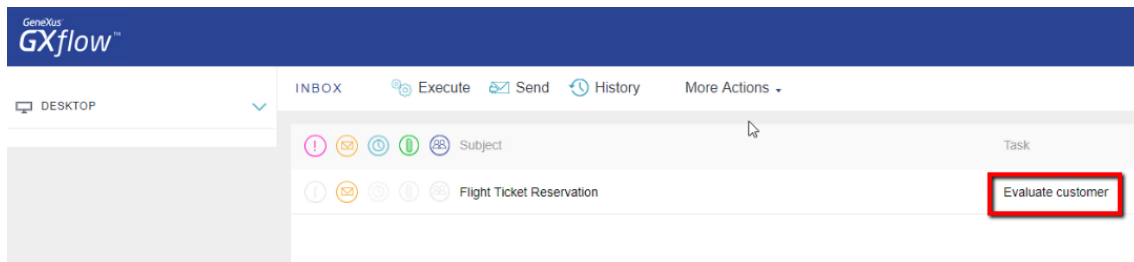 GeneXus
GXflow™
DESKTOP
INBOX Execute Send History More Actions
Subject Task
Flight Ticket Reservation Evaluate customer